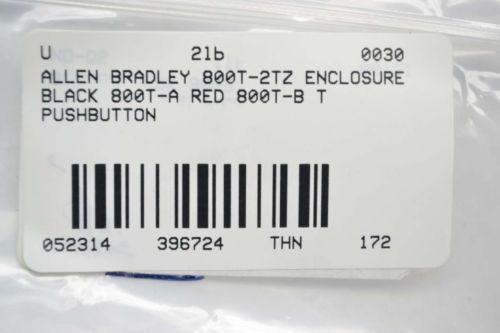 U 21b 0030
ALLEN BRADLEY 800T-2TZ ENCLOSURE
BLACK 800T-A RED 800T-B T
PUSHBUTTON
052314 396724 THN 172